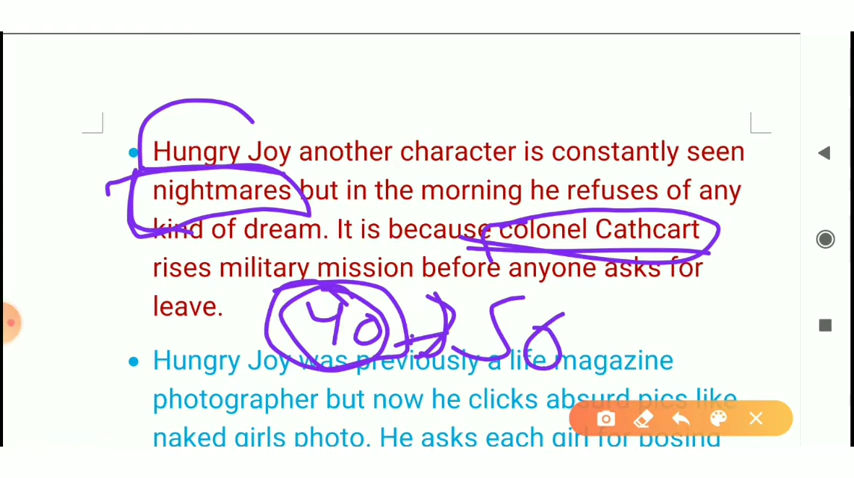 Hungry Joy another character is constantly seen
nightmares but in the morning he refuses of any
kind of dream. It is because colonel Cathcart
rises military mission before anyone asks for
leave.
40 → 50
Hungry Joy was previously a life magazine
photographer but now he clicks absurd pics like
naked girls photo. He asks each girl for posing